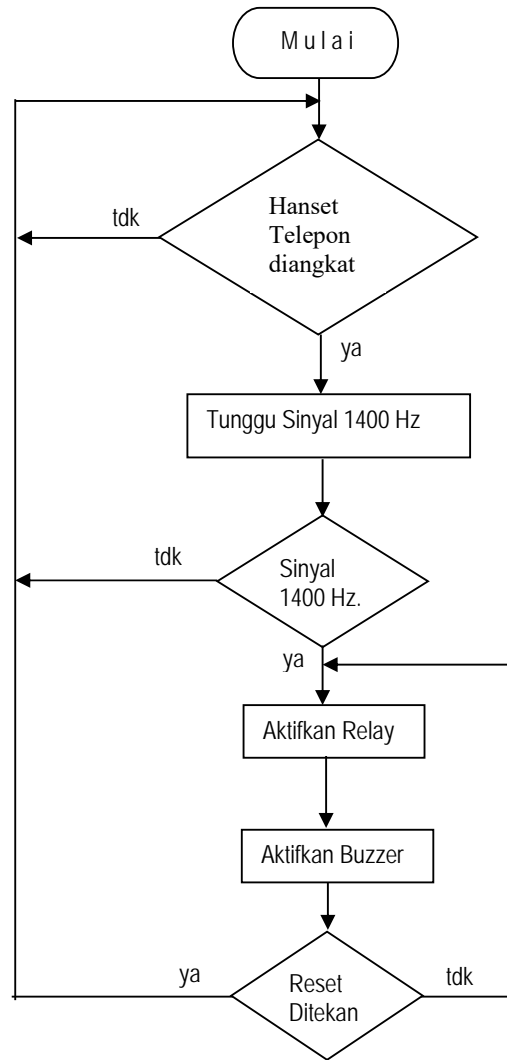 Mulai
tdk
Hanset
Telepon
diangkat
ya
Tunggu Sinyal 1400 Hz
tdk
Sinyal
1400 Hz.
ya
Aktifkan Relay
Aktifkan Buzzer
ya
Reset
Ditekan
tdk